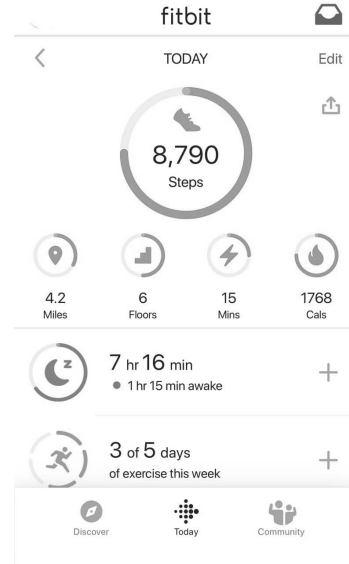 fitbit
TODAY
Edit
8,790
Steps
4.2
Miles
6
Floors
15
Mins
1768
Cals
z
7 hr 16 min
1 hr 15 min awake
3 of 5 days
of exercise this week
Discover
Today
Community